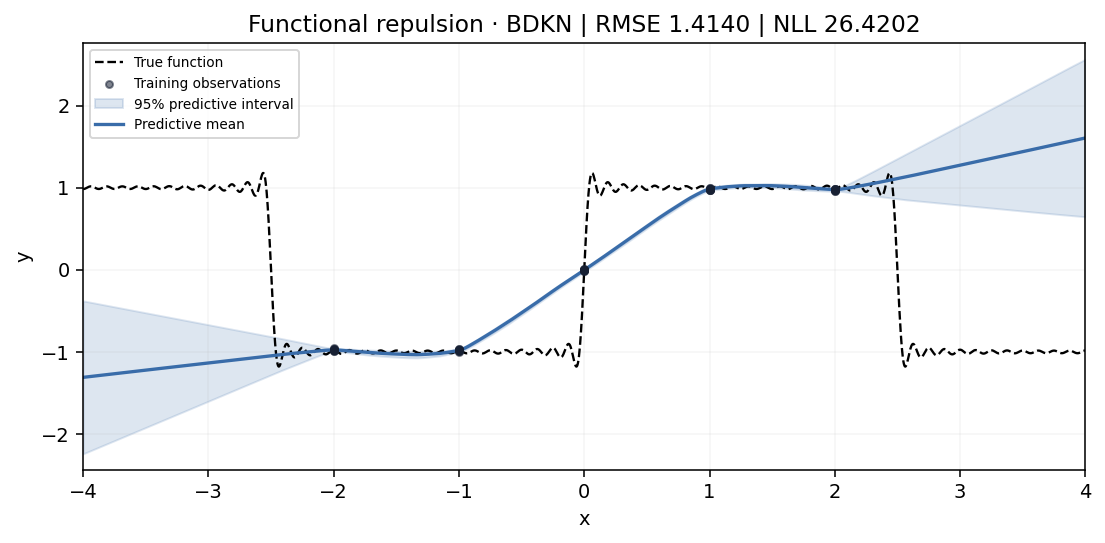 Functional repulsion · BDKN | RMSE 1.4140 | NLL 26.4202
True function
Training observations
95% predictive interval
Predictive mean
y
2
1
0
−1
−2
−4
−3
−2
−1
0
1
2
3
4
x